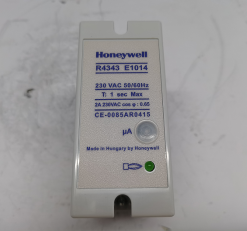 Honeywell
R4343 E1014
230 VAC 50/60Hz
T: 1 sec Max
2A 230VAC cos φ : 0.65
CE-0085AR0415
µA
Made in Hungary by Honeywell